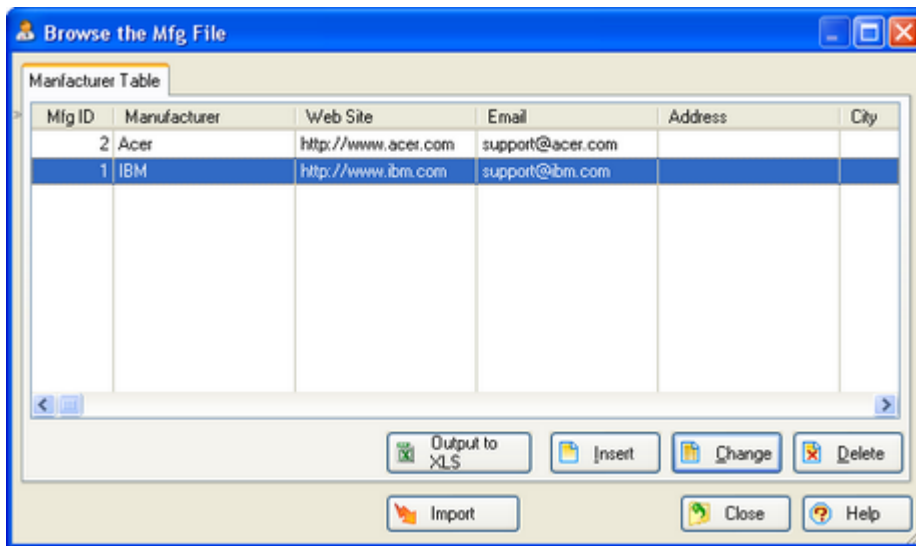 Browse the Mfg File
Manfacturer Table
Mfg ID Manufacturer Web Site Email Address City
2 Acer http://www.acer.com support@acer.com
1 IBM http://www.ibm.com support@ibm.com
Output to
XLS
Insert Change Delete
Import Close Help